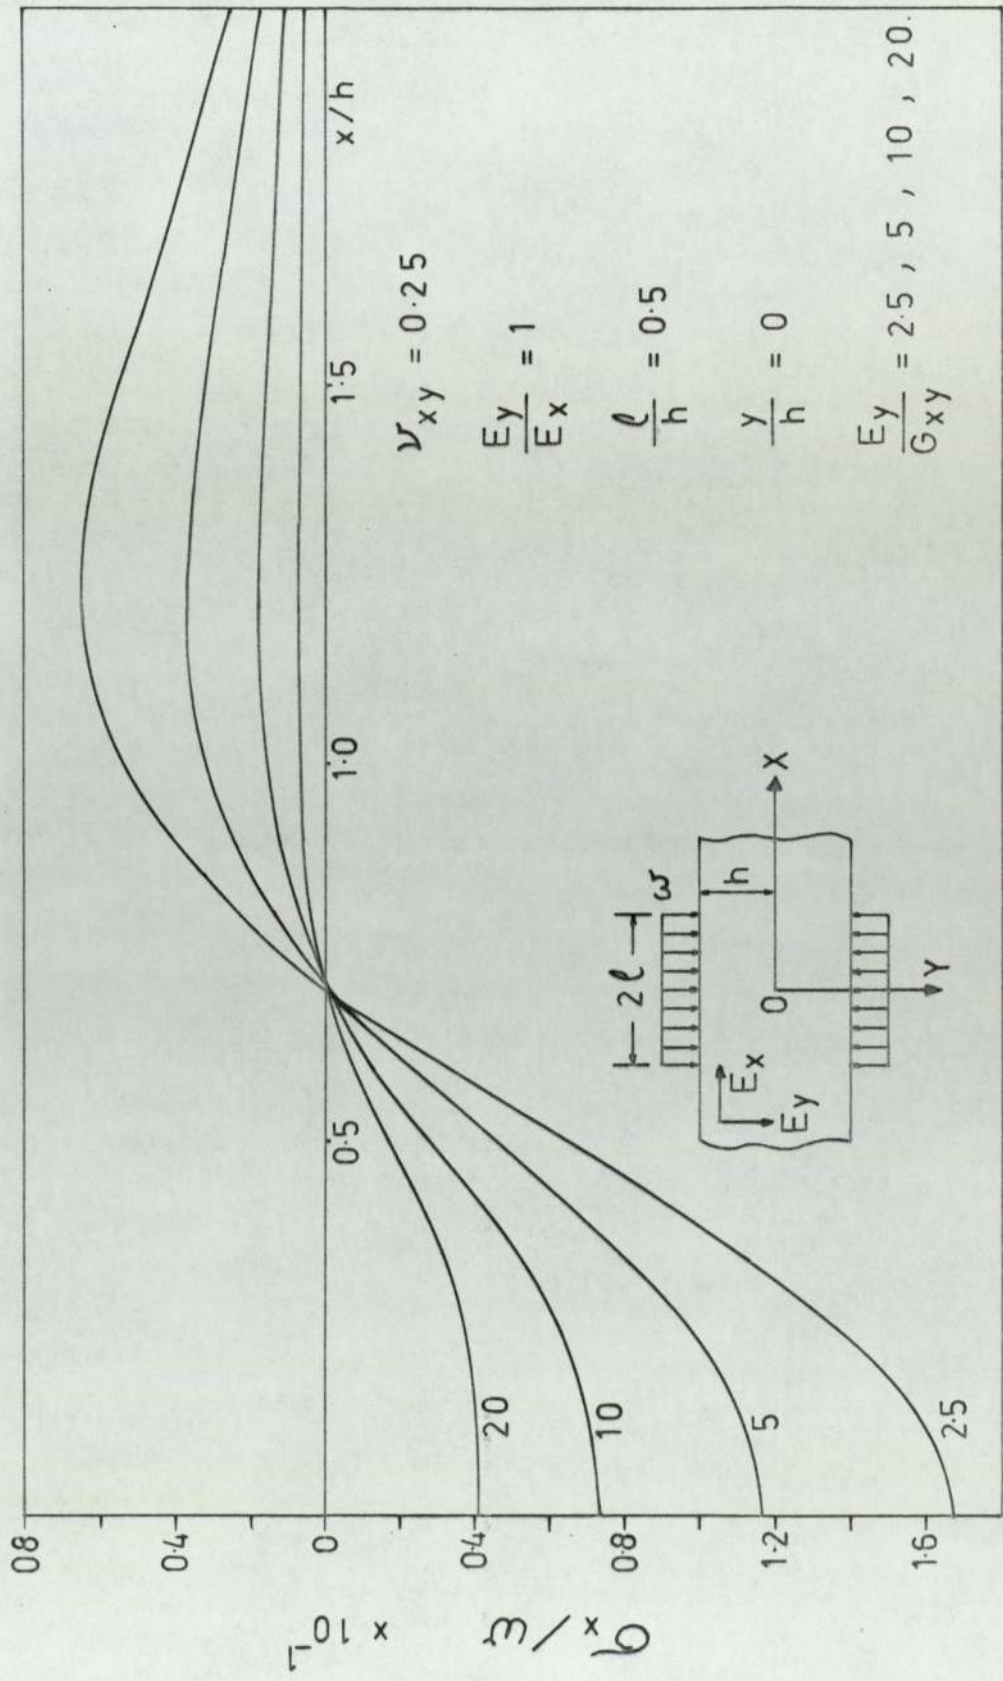 0·8
0·4
0
0·4
0·8
1·2
1·6
σx/ω × 10⁻¹
0·5
1·0
1·5
x/h
20
10
5
2·5
νxy = 0·25
Ey/Ex = 1
ℓ/h = 0·5
y/h = 0
Ey/Gxy = 2·5 , 5 , 10 , 20.
2ℓ
ω
h
Ex
Ey
O
X
Y